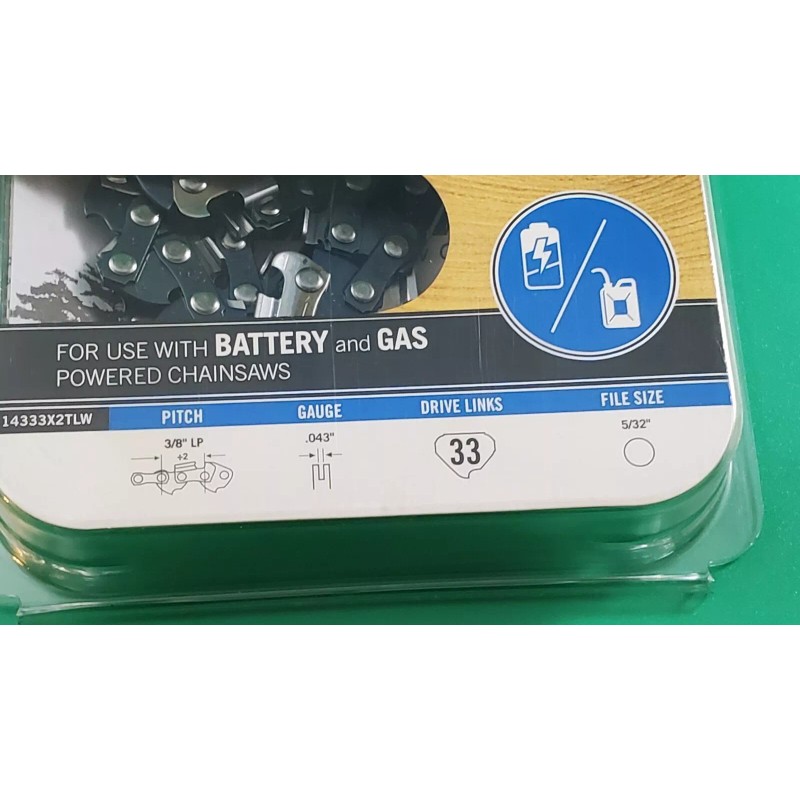 FOR USE WITH BATTERY and GAS
POWERED CHAINSAWS
14333X2TLW PITCH GAUGE DRIVE LINKS FILE SIZE
3/8" LP .043" 33 5/32"
÷2